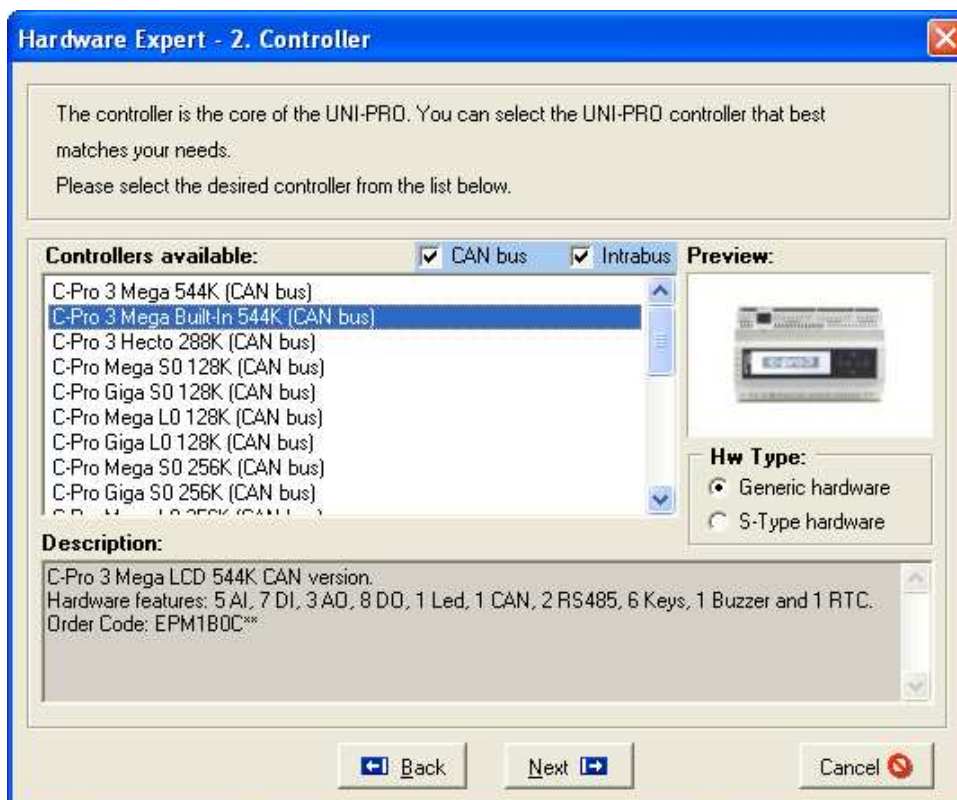 Hardware Expert - 2. Controller
The controller is the core of the UNI-PRO. You can select the UNI-PRO controller that best
matches your needs.
Please select the desired controller from the list below.
Controllers available:
CAN bus
Intrabus
Preview:
C-Pro 3 Mega 544K (CAN bus)
C-Pro 3 Mega Built-In 544K (CAN bus)
C-Pro 3 Hecto 288K (CAN bus)
C-Pro Mega S0 128K (CAN bus)
C-Pro Giga S0 128K (CAN bus)
C-Pro Mega L0 128K (CAN bus)
C-Pro Giga L0 128K (CAN bus)
C-Pro Mega S0 256K (CAN bus)
C-Pro Giga S0 256K (CAN bus)
c-pro3
Hw Type:
Generic hardware
S-Type hardware
Description:
C-Pro 3 Mega LCD 544K CAN version.
Hardware features: 5 AI, 7 DI, 3 AO, 8 DO, 1 Led, 1 CAN, 2 RS485, 6 Keys, 1 Buzzer and 1 RTC.
Order Code: EPM1B0C**
Back
Next
Cancel